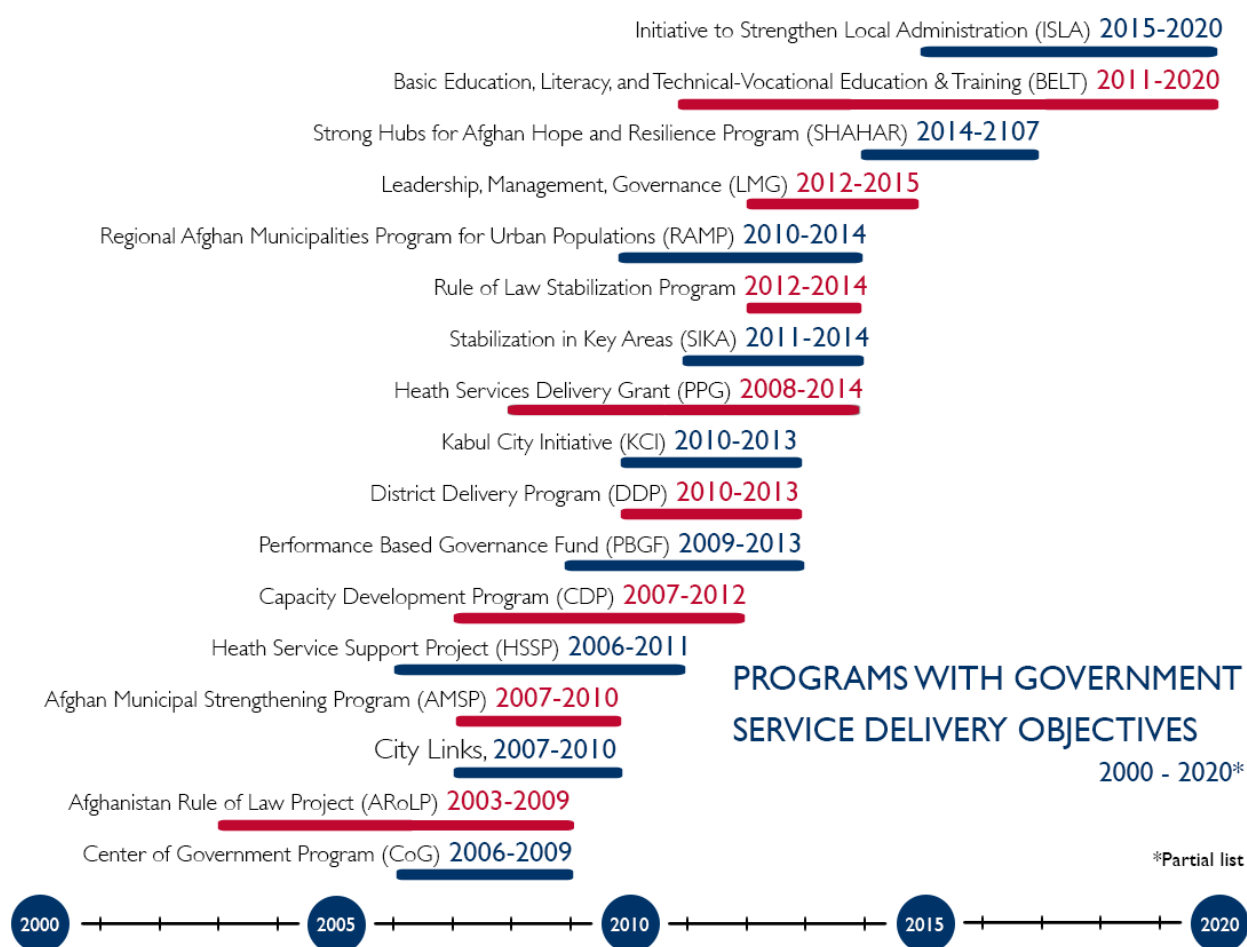 Initiative to Strengthen Local Administration (ISLA) 2015-2020
Basic Education, Literacy, and Technical-Vocational Education & Training (BELT) 2011-2020
Strong Hubs for Afghan Hope and Resilience Program (SHAHAR) 2014-2107
Leadership, Management, Governance (LMG) 2012-2015
Regional Afghan Municipalities Program for Urban Populations (RAMP) 2010-2014
Rule of Law Stabilization Program 2012-2014
Stabilization in Key Areas (SIKA) 2011-2014
Heath Services Delivery Grant (PPG) 2008-2014
Kabul City Initiative (KCI) 2010-2013
District Delivery Program (DDP) 2010-2013
Performance Based Governance Fund (PBGF) 2009-2013
Capacity Development Program (CDP) 2007-2012
Heath Service Support Project (HSSP) 2006-2011
Afghan Municipal Strengthening Program (AMSP) 2007-2010
City Links, 2007-2010
Afghanistan Rule of Law Project (ARoLP) 2003-2009
Center of Government Program (CoG) 2006-2009
PROGRAMS WITH GOVERNMENT
SERVICE DELIVERY OBJECTIVES
2000 - 2020*
*Partial list
2000 2005 2010 2015 2020